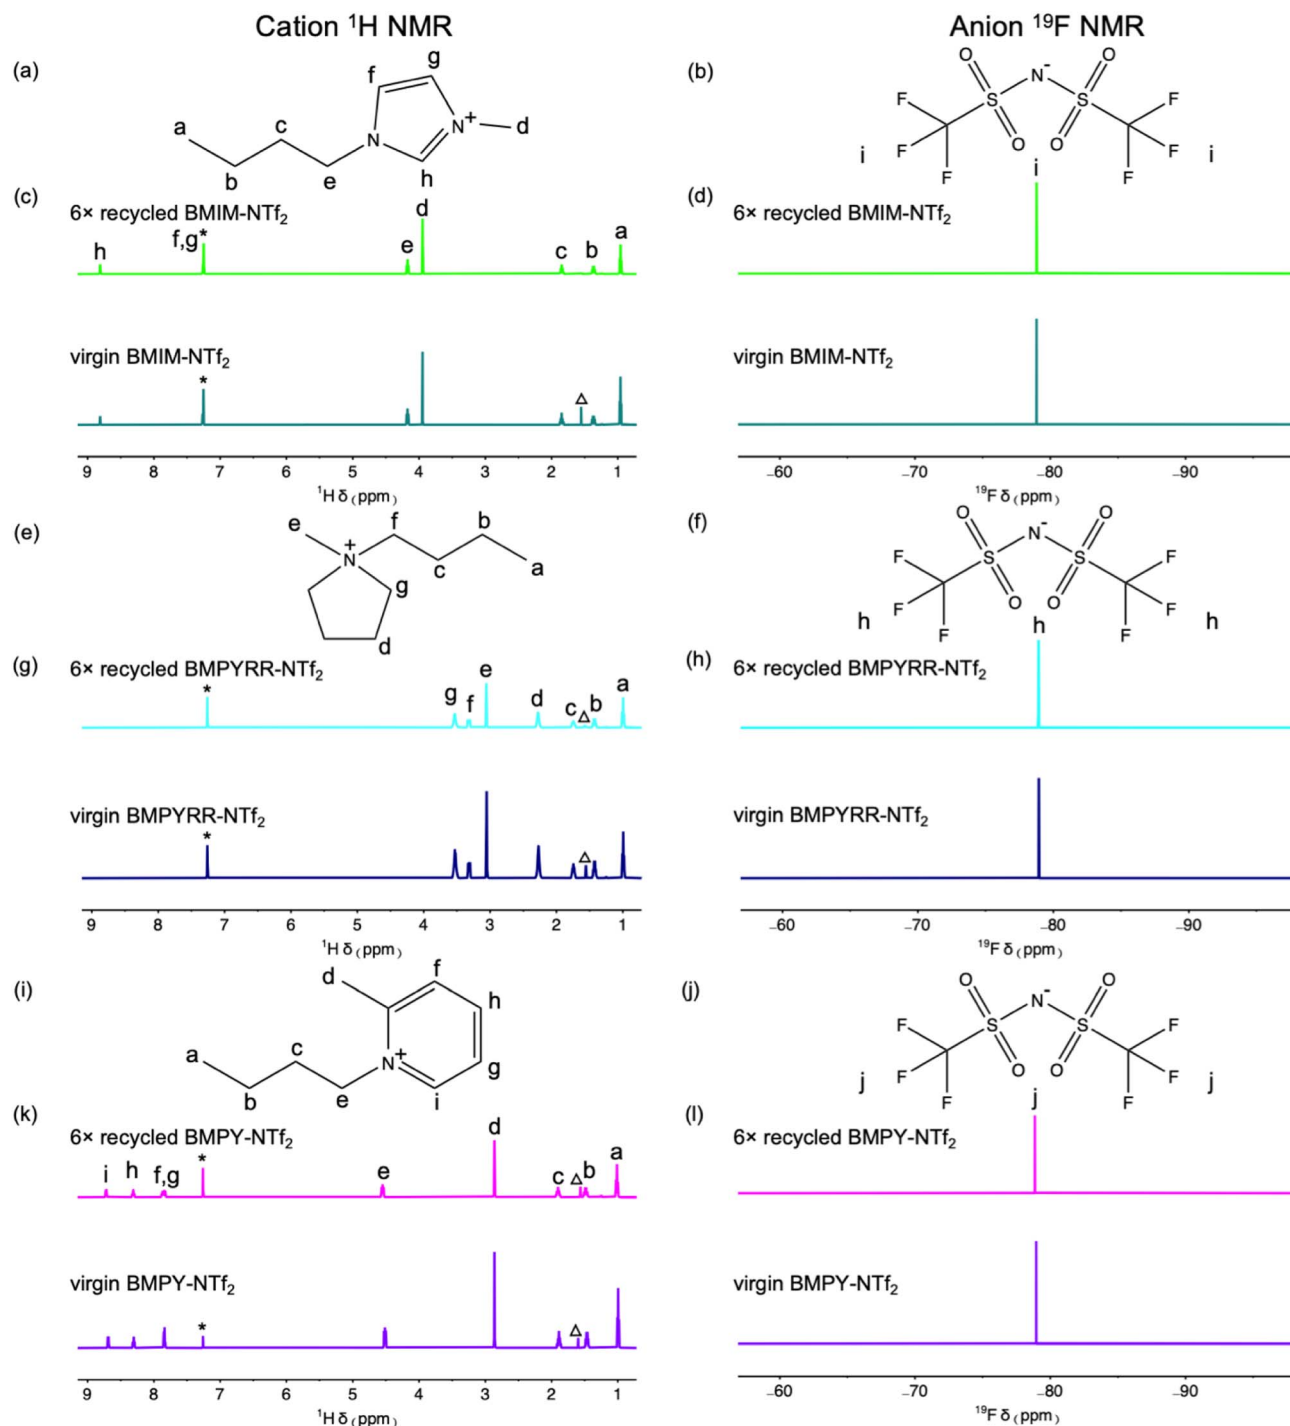 Cation ¹H NMR
Anion ¹⁹F NMR
(a)
a
b
c
e
f
g
N
N⁺
d
h
(b)
O
N⁻
O
F
S
S
F
i
F
O
O
F
i
F
F
(c)
6× recycled BMIM-NTf₂
h
f,g*
e
d
c
b
a
(d)
6× recycled BMIM-NTf₂
i
virgin BMIM-NTf₂
*
△
virgin BMIM-NTf₂
9 8 7 6 5 4 3 2 1
¹H δ (ppm)
–60 –70 –80 –90
¹⁹F δ (ppm)
(e)
e
f
b
N⁺
c
a
g
d
(f)
O
N⁻
O
F
S
S
F
h
F
O
O
F
h
F
F
(g)
6× recycled BMPYRR-NTf₂
*
g
f
e
d
c
△
b
a
(h)
6× recycled BMPYRR-NTf₂
h
virgin BMPYRR-NTf₂
*
△
virgin BMPYRR-NTf₂
9 8 7 6 5 4 3 2 1
¹H δ (ppm)
–60 –70 –80 –90
¹⁹F δ (ppm)
(i)
d
f
h
a
c
N⁺
g
b
e
i
(j)
O
N⁻
O
F
S
S
F
j
F
O
O
F
j
F
F
(k)
6× recycled BMPY-NTf₂
i
h
f,g
*
e
d
c
△
b
a
(l)
6× recycled BMPY-NTf₂
j
virgin BMPY-NTf₂
*
△
virgin BMPY-NTf₂
9 8 7 6 5 4 3 2 1
¹H δ (ppm)
–60 –70 –80 –90
¹⁹F δ (ppm)